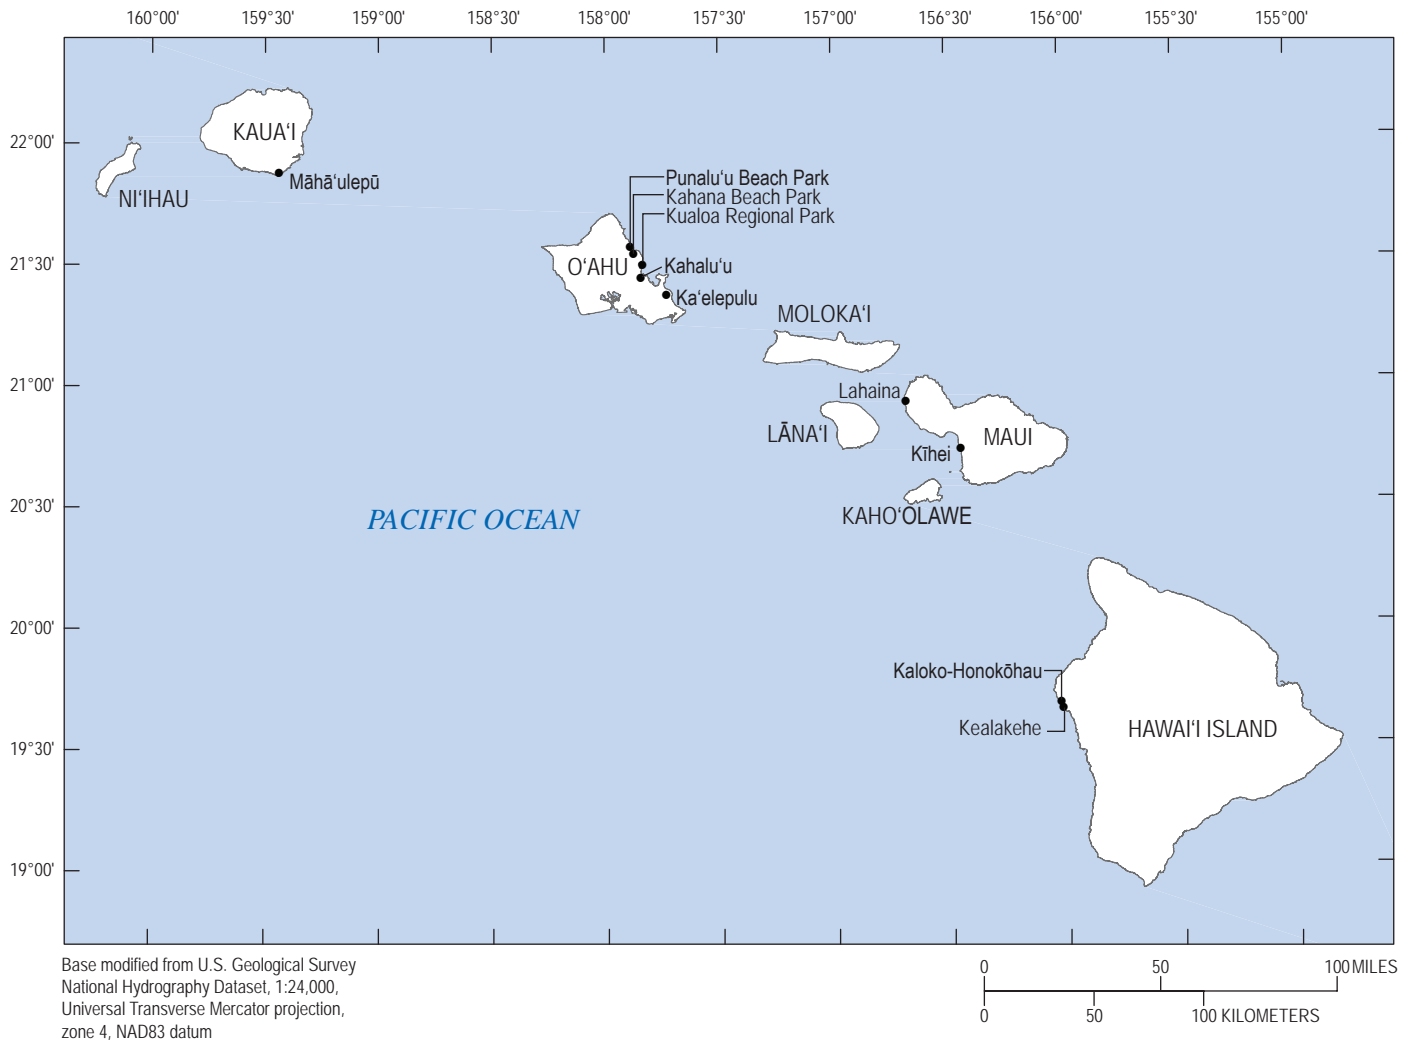 160°00' 159°30' 159°00' 158°30' 158°00' 157°30' 157°00' 156°30' 156°00' 155°30' 155°00'
22°00'
21°30'
21°00'
20°30'
20°00'
19°30'
19°00'
KAUA‘I
NI‘IHAU
Māhā‘ulepū
Punalu‘u Beach Park
Kahana Beach Park
Kualoa Regional Park
O‘AHU
Kahalu‘u
Ka‘elepulu
MOLOKA‘I
Lahaina
LĀNA‘I
MAUI
Kīhei
KAHO‘OLAWE
PACIFIC OCEAN
Kaloko-Honokōhau
Kealakehe
HAWAI‘I ISLAND
Base modified from U.S. Geological Survey
National Hydrography Dataset, 1:24,000,
Universal Transverse Mercator projection,
zone 4, NAD83 datum
0 50 100 MILES
0 50 100 KILOMETERS